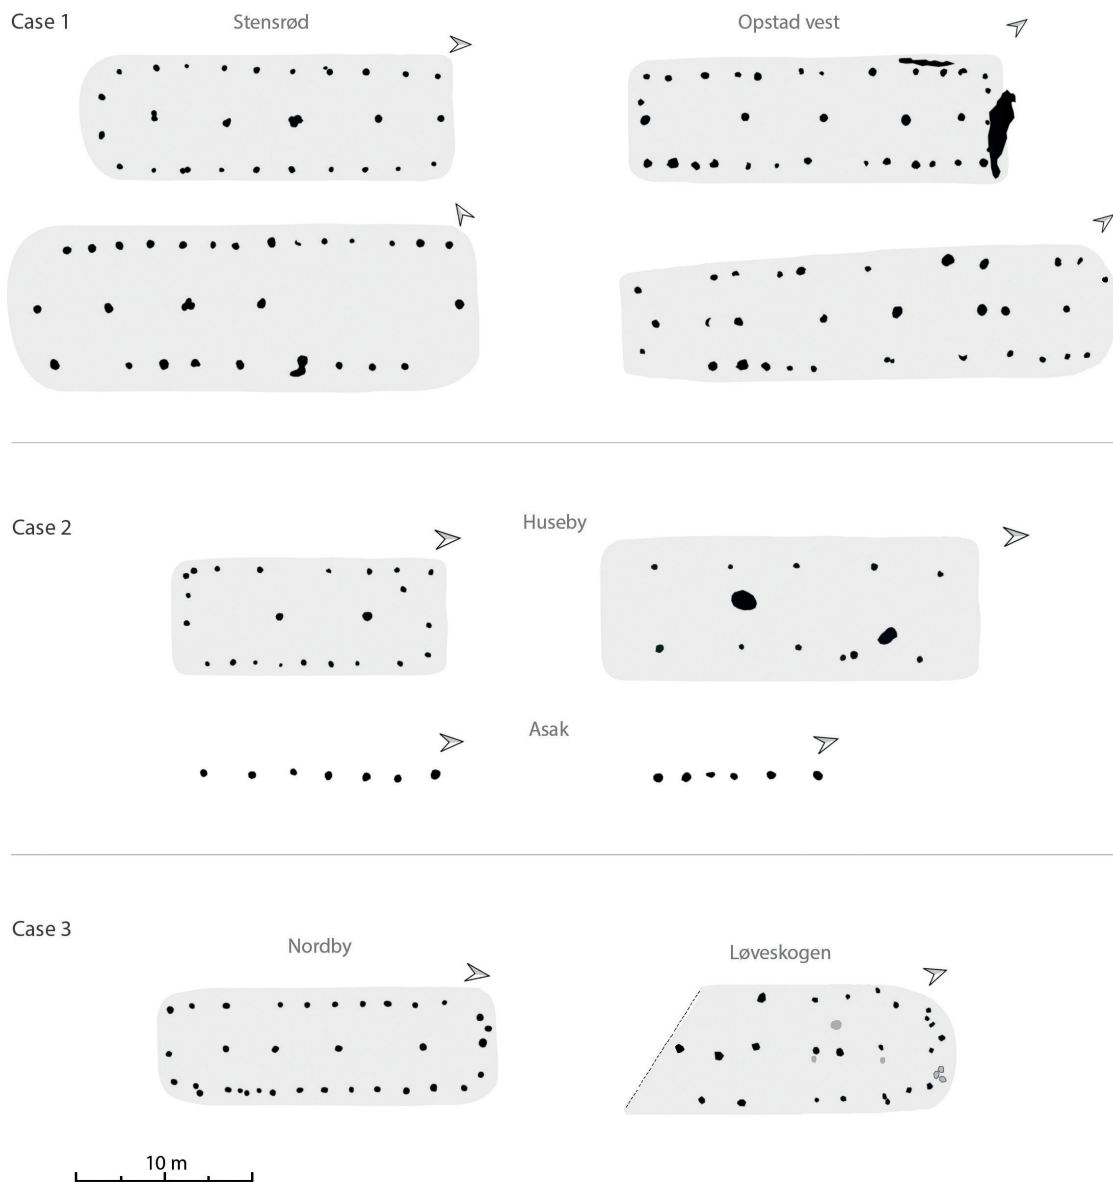 Case 1
Stensrød
Opstad vest
Case 2
Huseby
Asak
Case 3
Nordby
Løveskogen
10 m